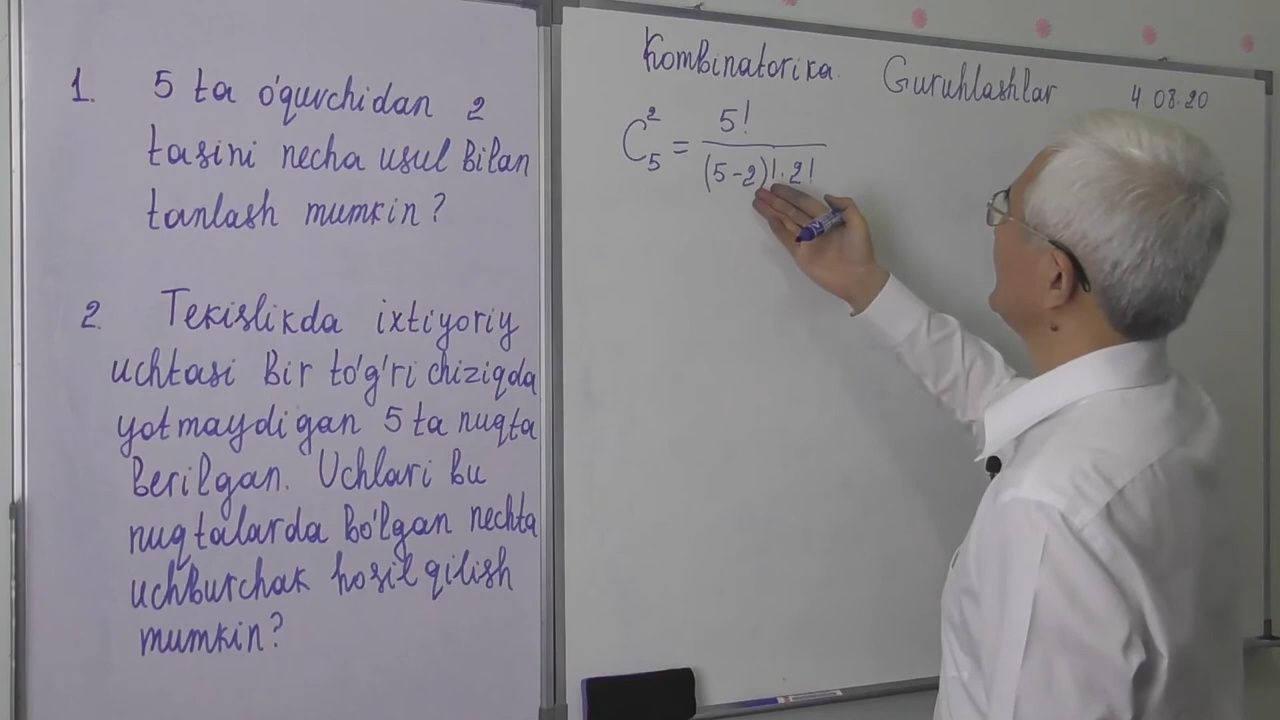 1. 5 ta o'quvchidan 2
tasini necha usul bilan
tanlash mumkin?
2. Tekislikda ixtiyoriy
uchtasi bir to'g'ri chiziqda
yotmaydigan 5 ta nuqta
berilgan. Uchlari bu
nuqtalarda bo'lgan nechta
uchburchak hosil qilish
mumkin?
Kombinatorika. Guruhlashlar 4 08.20
C₅² = 5! / (5-2)! · 2!